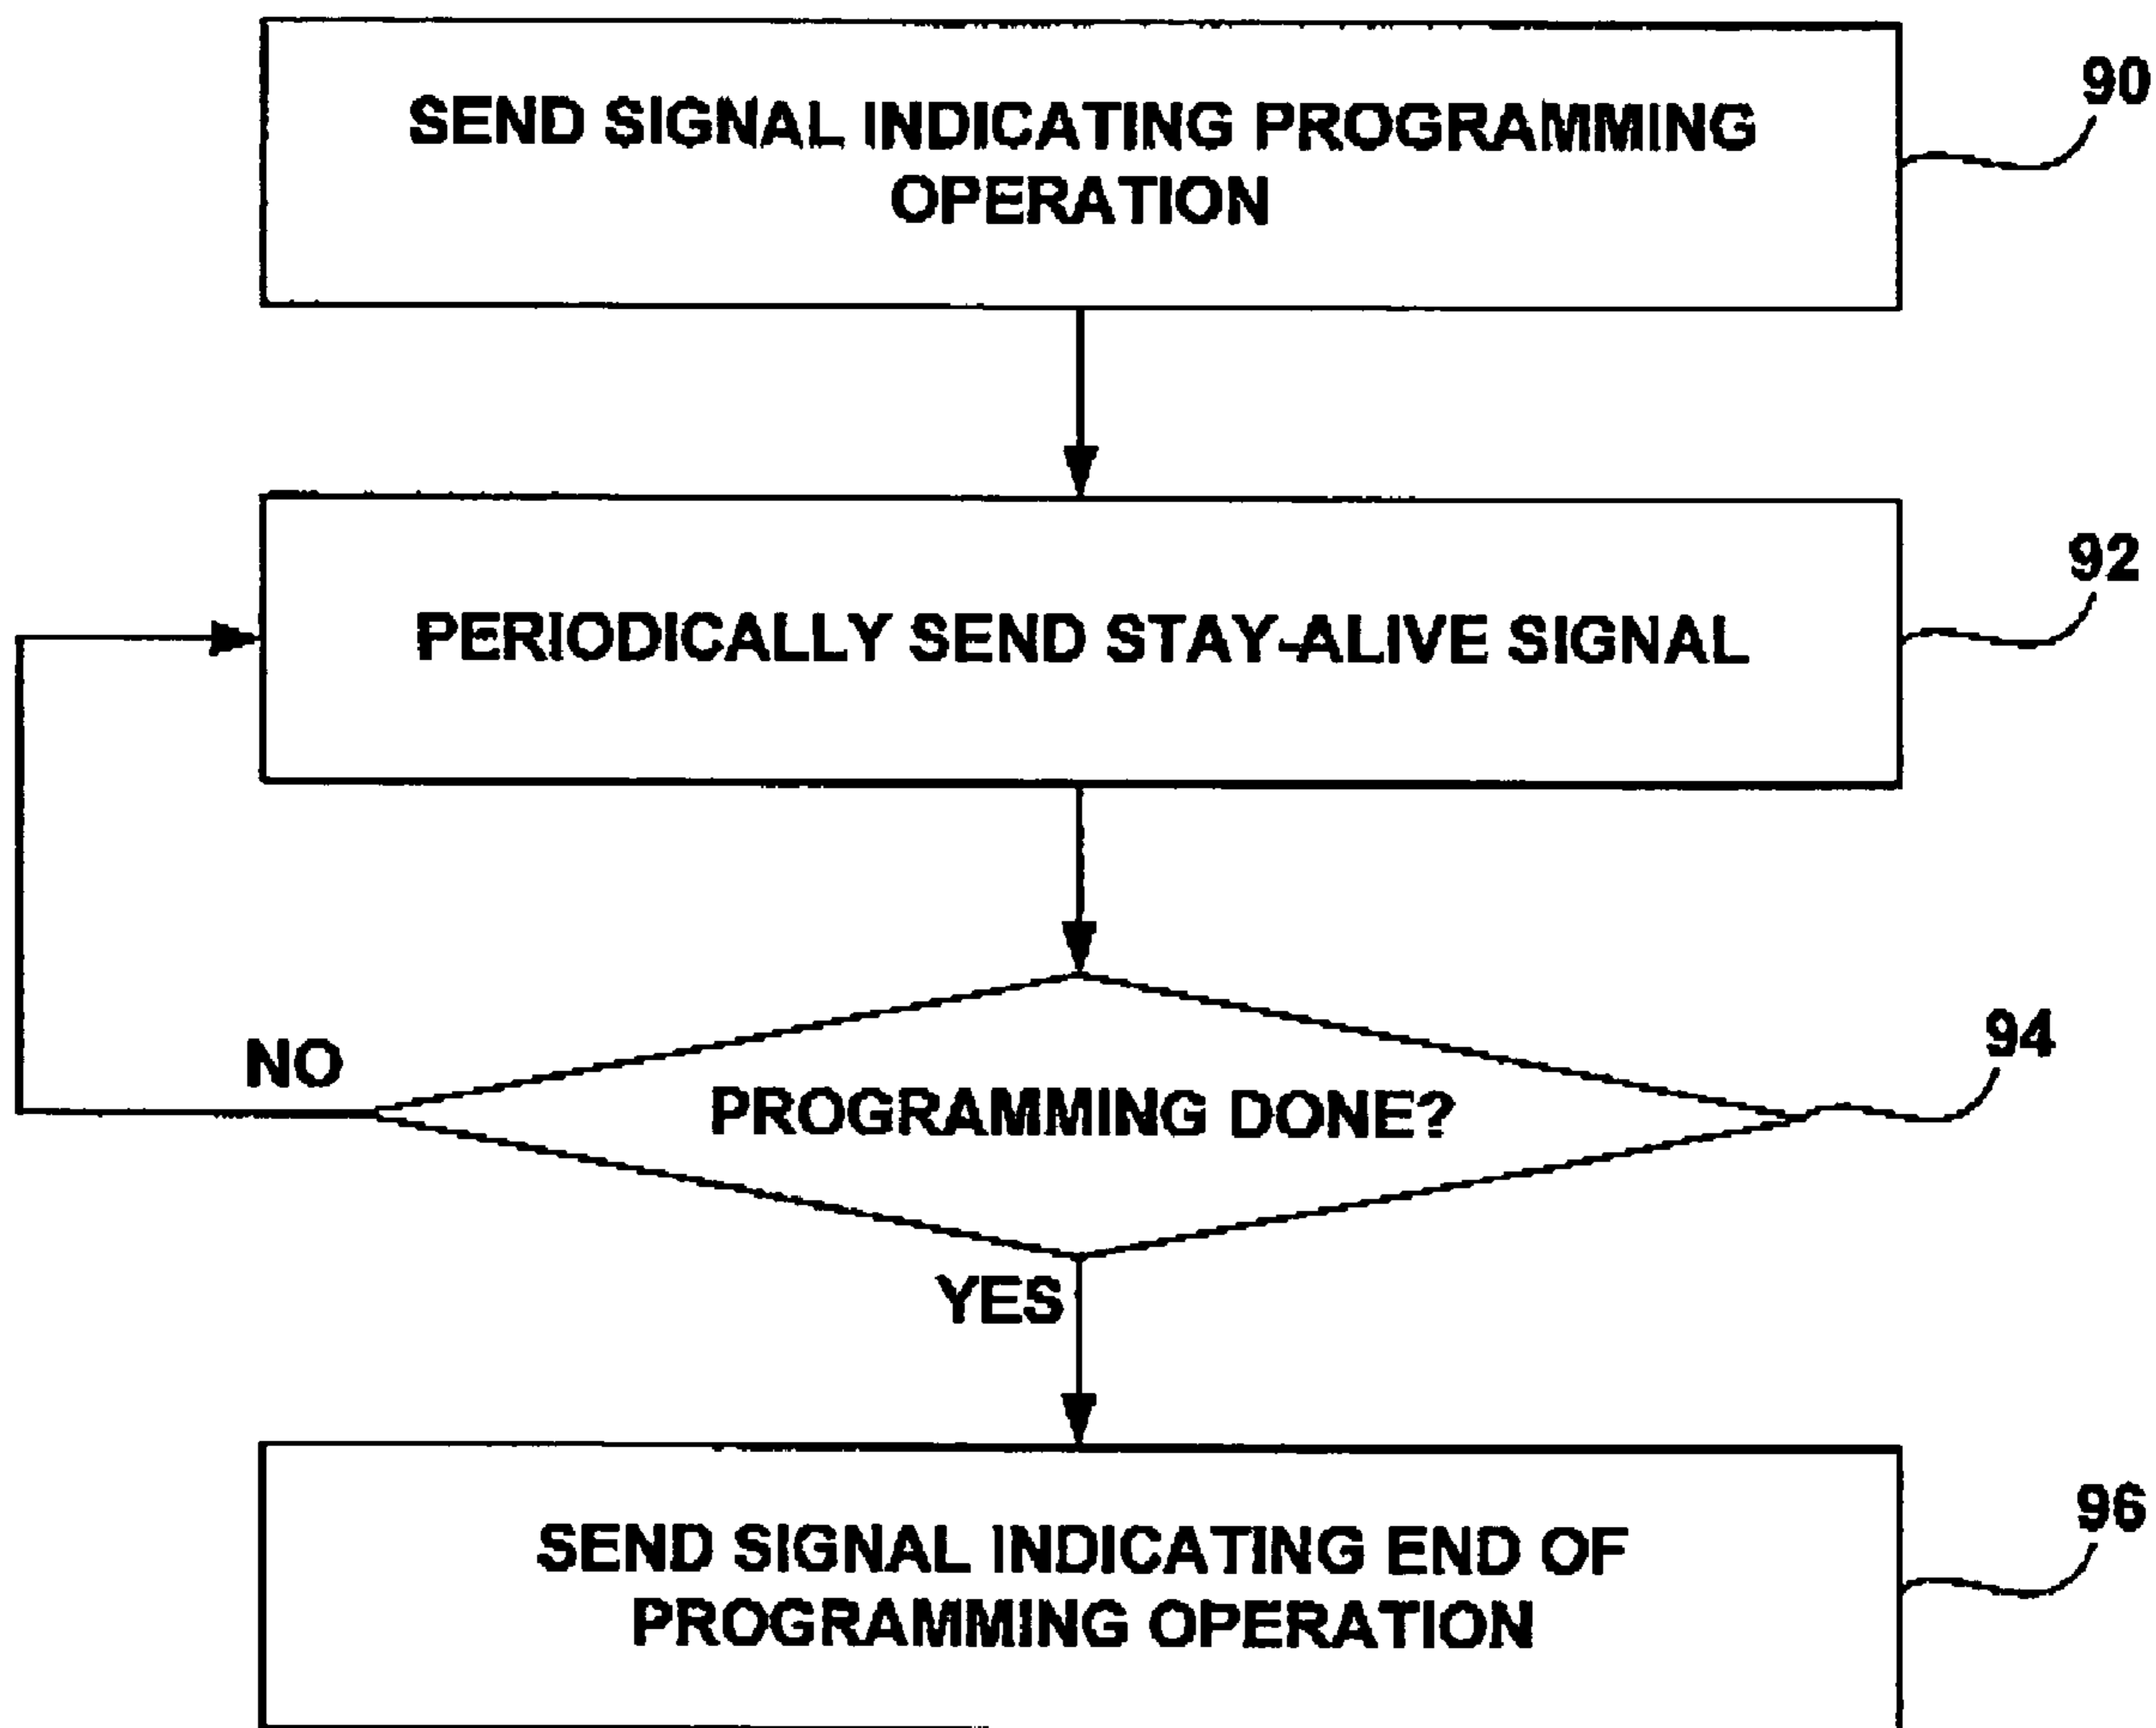 90
SEND SIGNAL INDICATING PROGRAMMING
OPERATION
92
PERIODICALLY SEND STAY-ALIVE SIGNAL
94
NO
PROGRAMMING DONE?
YES
96
SEND SIGNAL INDICATING END OF
PROGRAMMING OPERATION